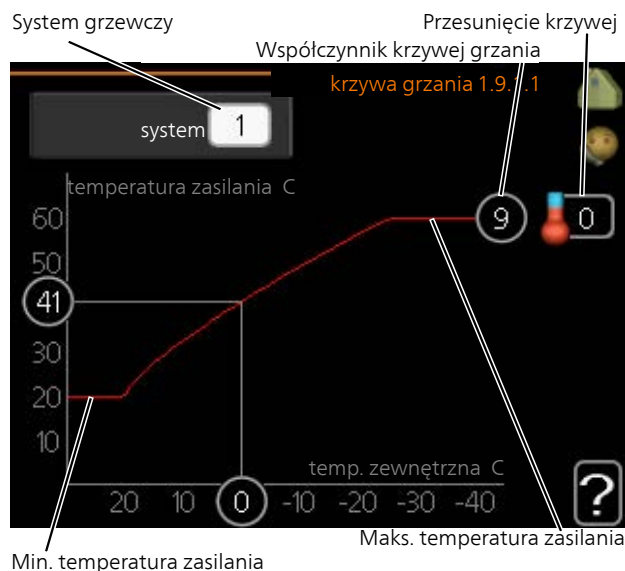 System grzewczy
Przesunięcie krzywej
Współczynnik krzywej grzania
krzywa grzania 1.9.1.1
system 1
temperatura zasilania C
60
9
0
50
41
30
20
10
temp. zewnętrzna C
20 10 0 -10 -20 -30 -40
?
Maks. temperatura zasilania
Min. temperatura zasilania